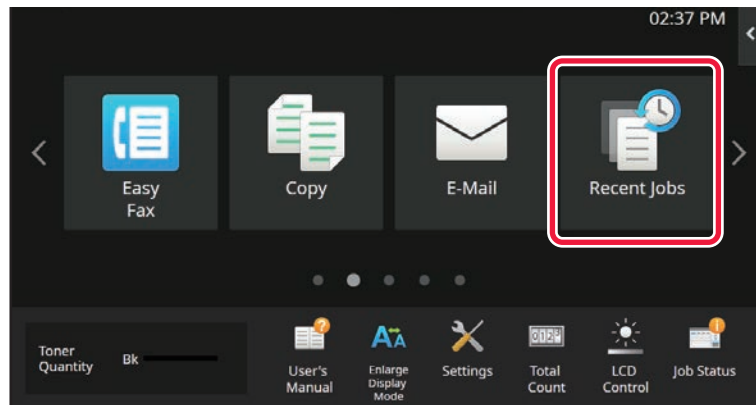 02:37 PM
Easy
Fax
Copy
E-Mail
Recent Jobs
Toner
Quantity
Bk
User's
Manual
Enlarge
Display
Mode
Settings
Total
Count
LCD
Control
Job Status